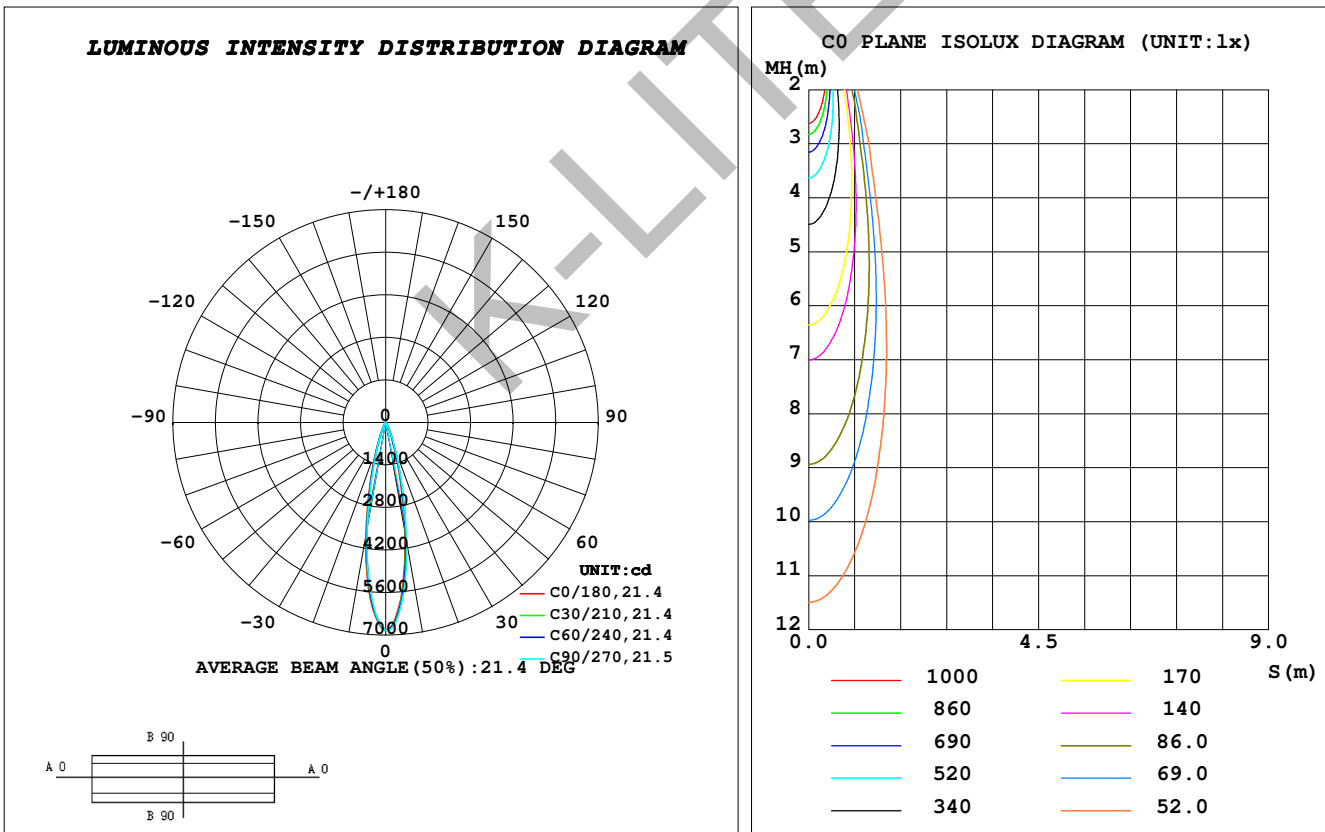 LUMINOUS INTENSITY DISTRIBUTION DIAGRAM
-/+180
-150
150
-120
120
-90
90
0
1400
2800
-60
60
4200
UNIT:cd
5600
C0/180,21.4
C30/210,21.4
-30
30
7000
C60/240,21.4
0
C90/270,21.5
AVERAGE BEAM ANGLE(50%):21.4 DEG
B 90
A 0
A 0
B 90
C0 PLANE ISOLUX DIAGRAM (UNIT:lx)
MH(m)
2
3
4
5
6
7
8
9
10
11
12
0.0 4.5 9.0
S(m)
1000 170
860 140
690 86.0
520 69.0
340 52.0
K-LITE